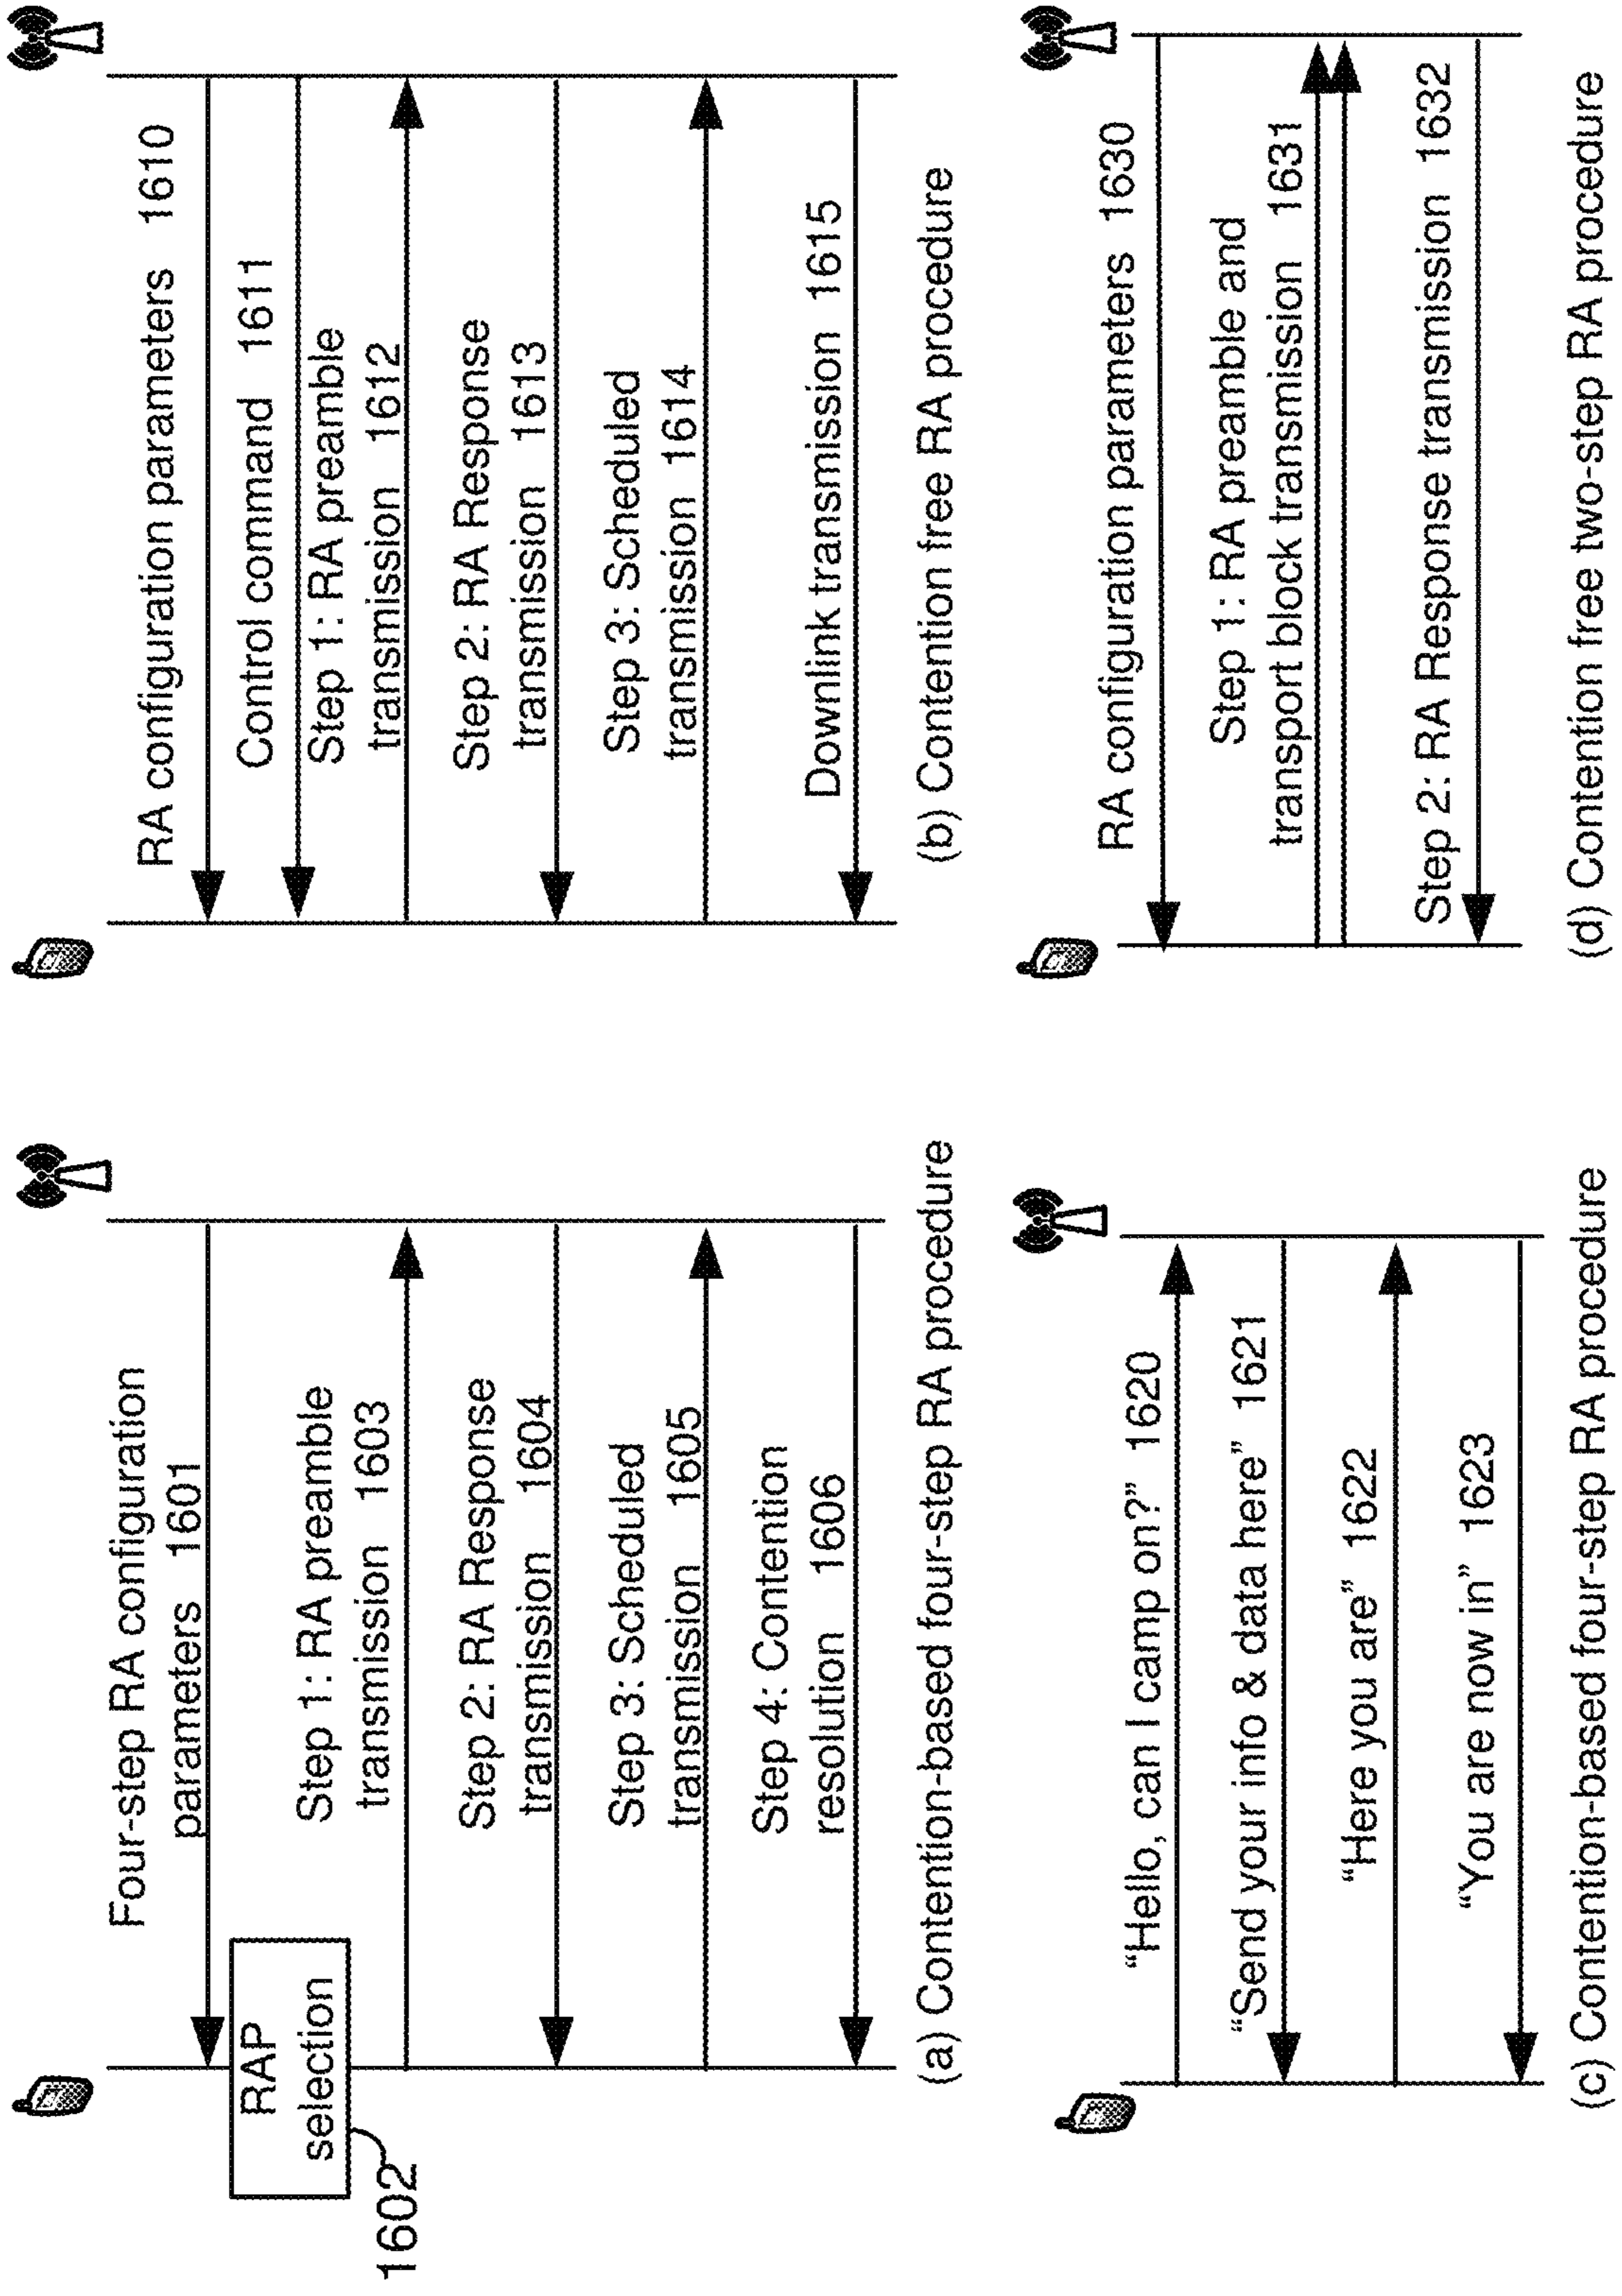 Four-step RA configuration
parameters 1601
RAP
selection
1602
Step 1: RA preamble
transmission 1603
Step 2: RA Response
transmission 1604
Step 3: Scheduled
transmission 1605
Step 4: Contention
resolution 1606
(a) Contention-based four-step RA procedure
RA configuration parameters 1610
Control command 1611
Step 1: RA preamble
transmission 1612
Step 2: RA Response
transmission 1613
Step 3: Scheduled
transmission 1614
Downlink transmission 1615
(b) Contention free RA procedure
“Hello, can I camp on?” 1620
“Send your info & data here” 1621
“Here you are” 1622
“You are now in” 1623
(c) Contention-based four-step RA procedure
RA configuration parameters 1630
Step 1: RA preamble and
transport block transmission 1631
Step 2: RA Response transmission 1632
(d) Contention free two-step RA procedure